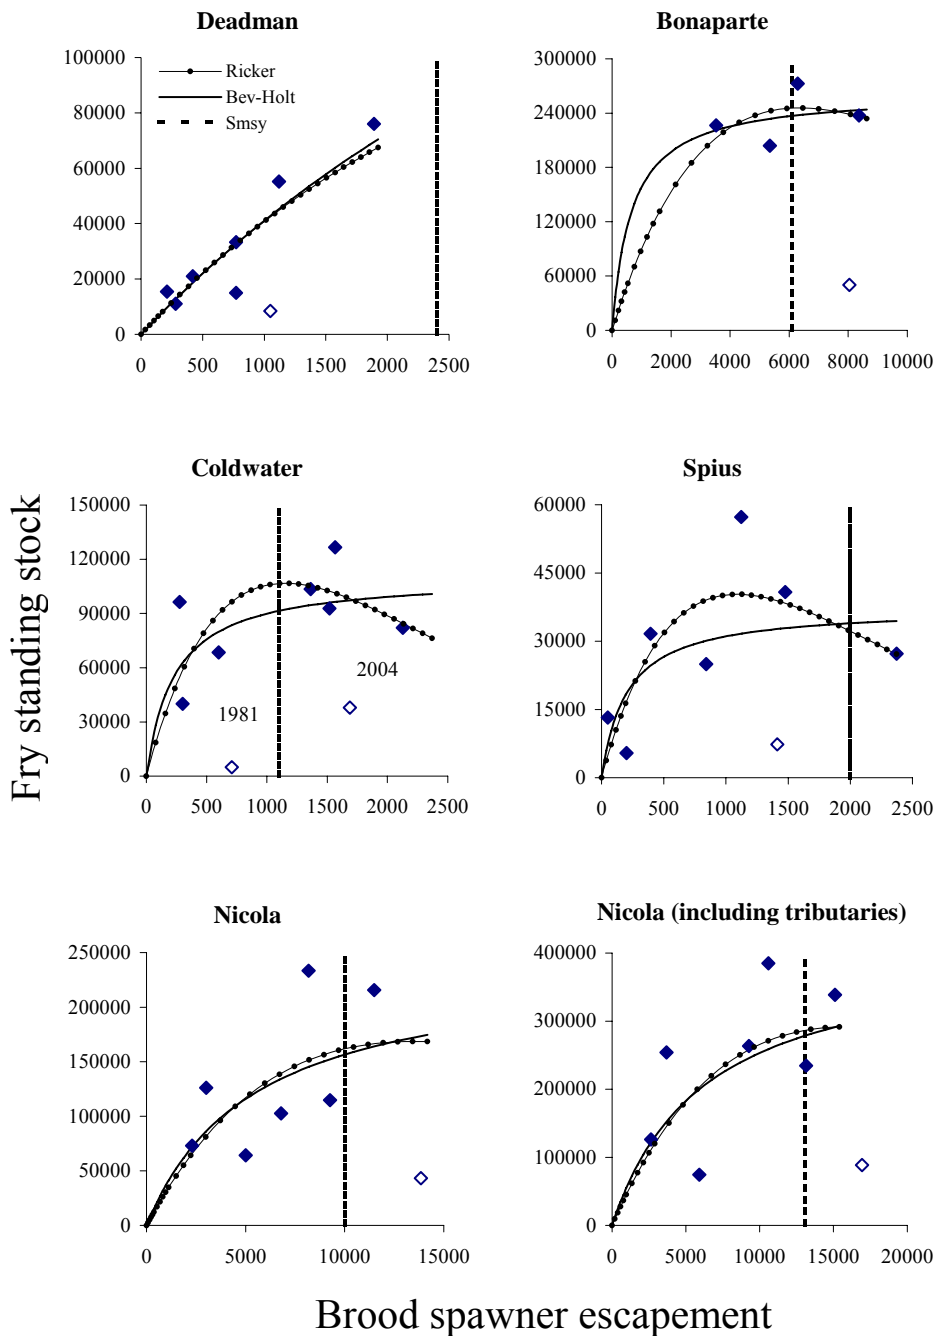 Deadman
100000
80000
60000
40000
20000
0
0 500 1000 1500 2000 2500
Ricker
Bev-Holt
Smsy
Bonaparte
300000
240000
180000
120000
60000
0
0 2000 4000 6000 8000 10000
Coldwater
150000
120000
90000
60000
30000
0
0 500 1000 1500 2000 2500
1981
2004
Spius
60000
45000
30000
15000
0
0 500 1000 1500 2000 2500
Nicola
250000
200000
150000
100000
50000
0
0 5000 10000 15000
Nicola (including tributaries)
400000
300000
200000
100000
0
0 5000 10000 15000 20000
Fry standing stock
Brood spawner escapement